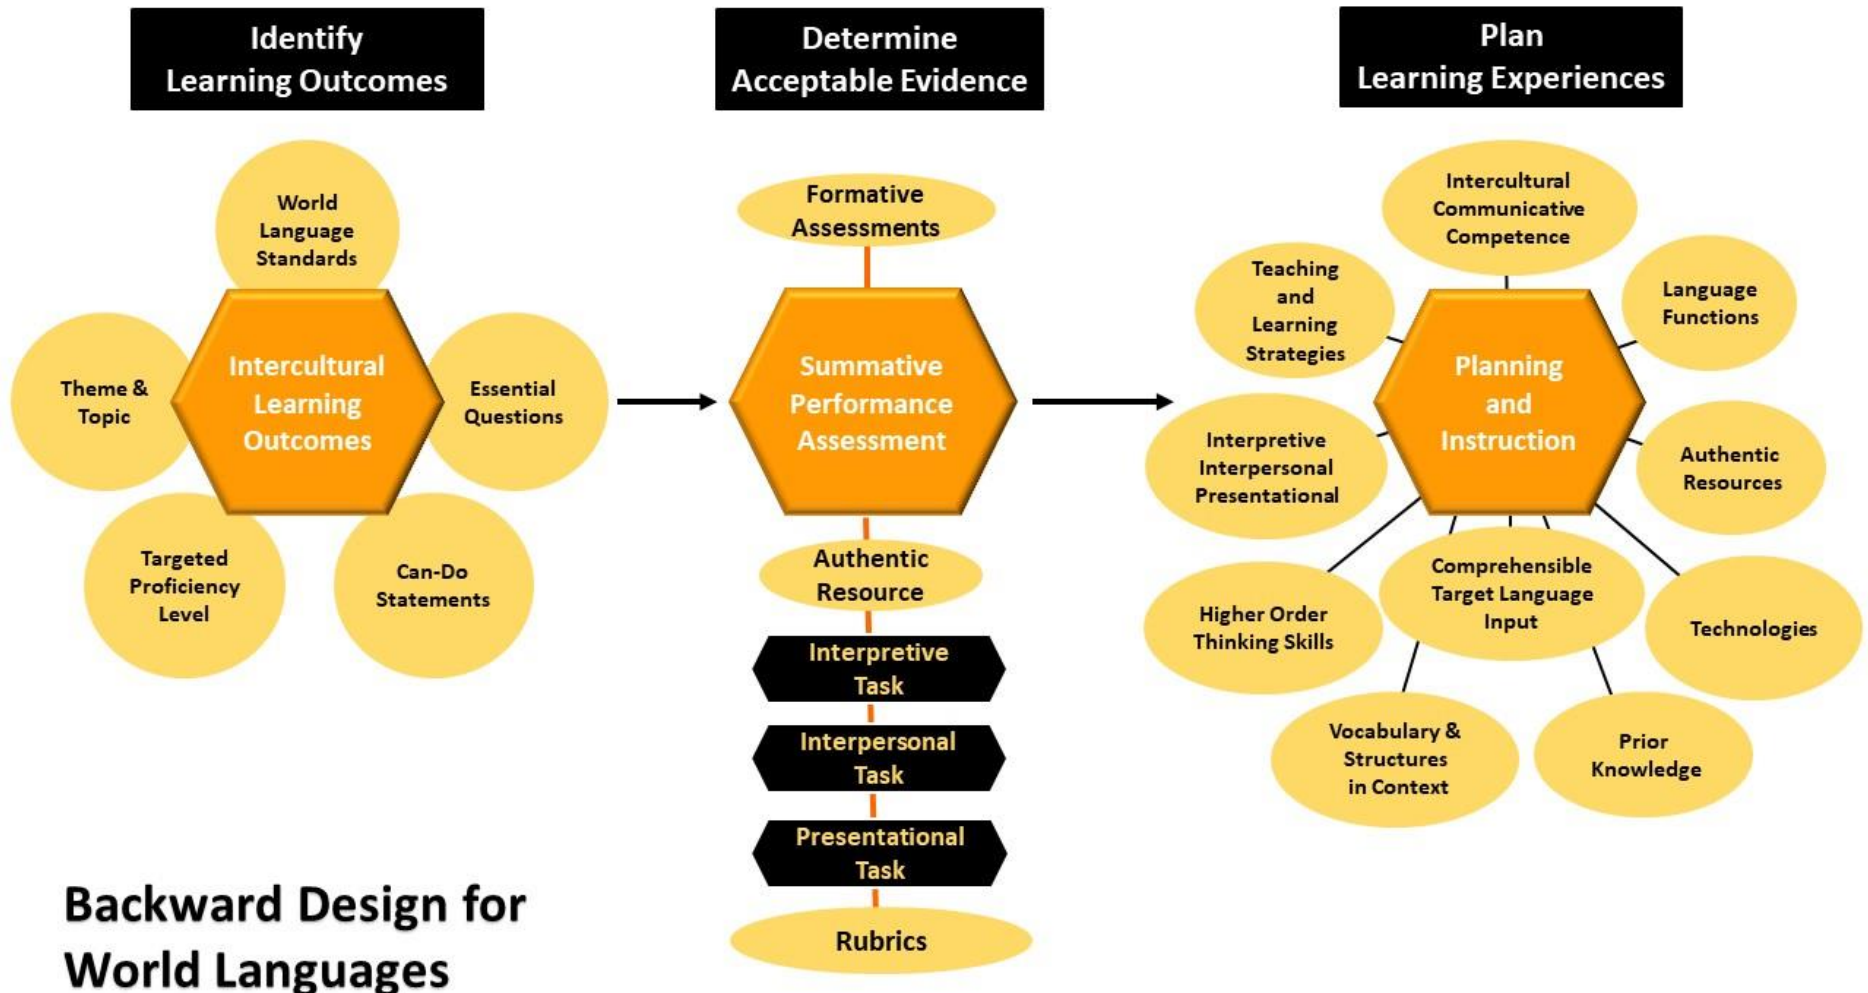 Identify
Learning Outcomes
World
Language
Standards
Theme &
Topic
Intercultural
Learning
Outcomes
Essential
Questions
Targeted
Proficiency
Level
Can-Do
Statements
Determine
Acceptable Evidence
Formative
Assessments
Summative
Performance
Assessment
Authentic
Resource
Interpretive
Task
Interpersonal
Task
Presentational
Task
Rubrics
Plan
Learning Experiences
Intercultural
Communicative
Competence
Teaching
and
Learning
Strategies
Language
Functions
Planning
and
Instruction
Interpretive
Interpersonal
Presentational
Authentic
Resources
Higher Order
Thinking Skills
Comprehensible
Target Language
Input
Technologies
Vocabulary &
Structures
in Context
Prior
Knowledge
Backward Design for
World Languages